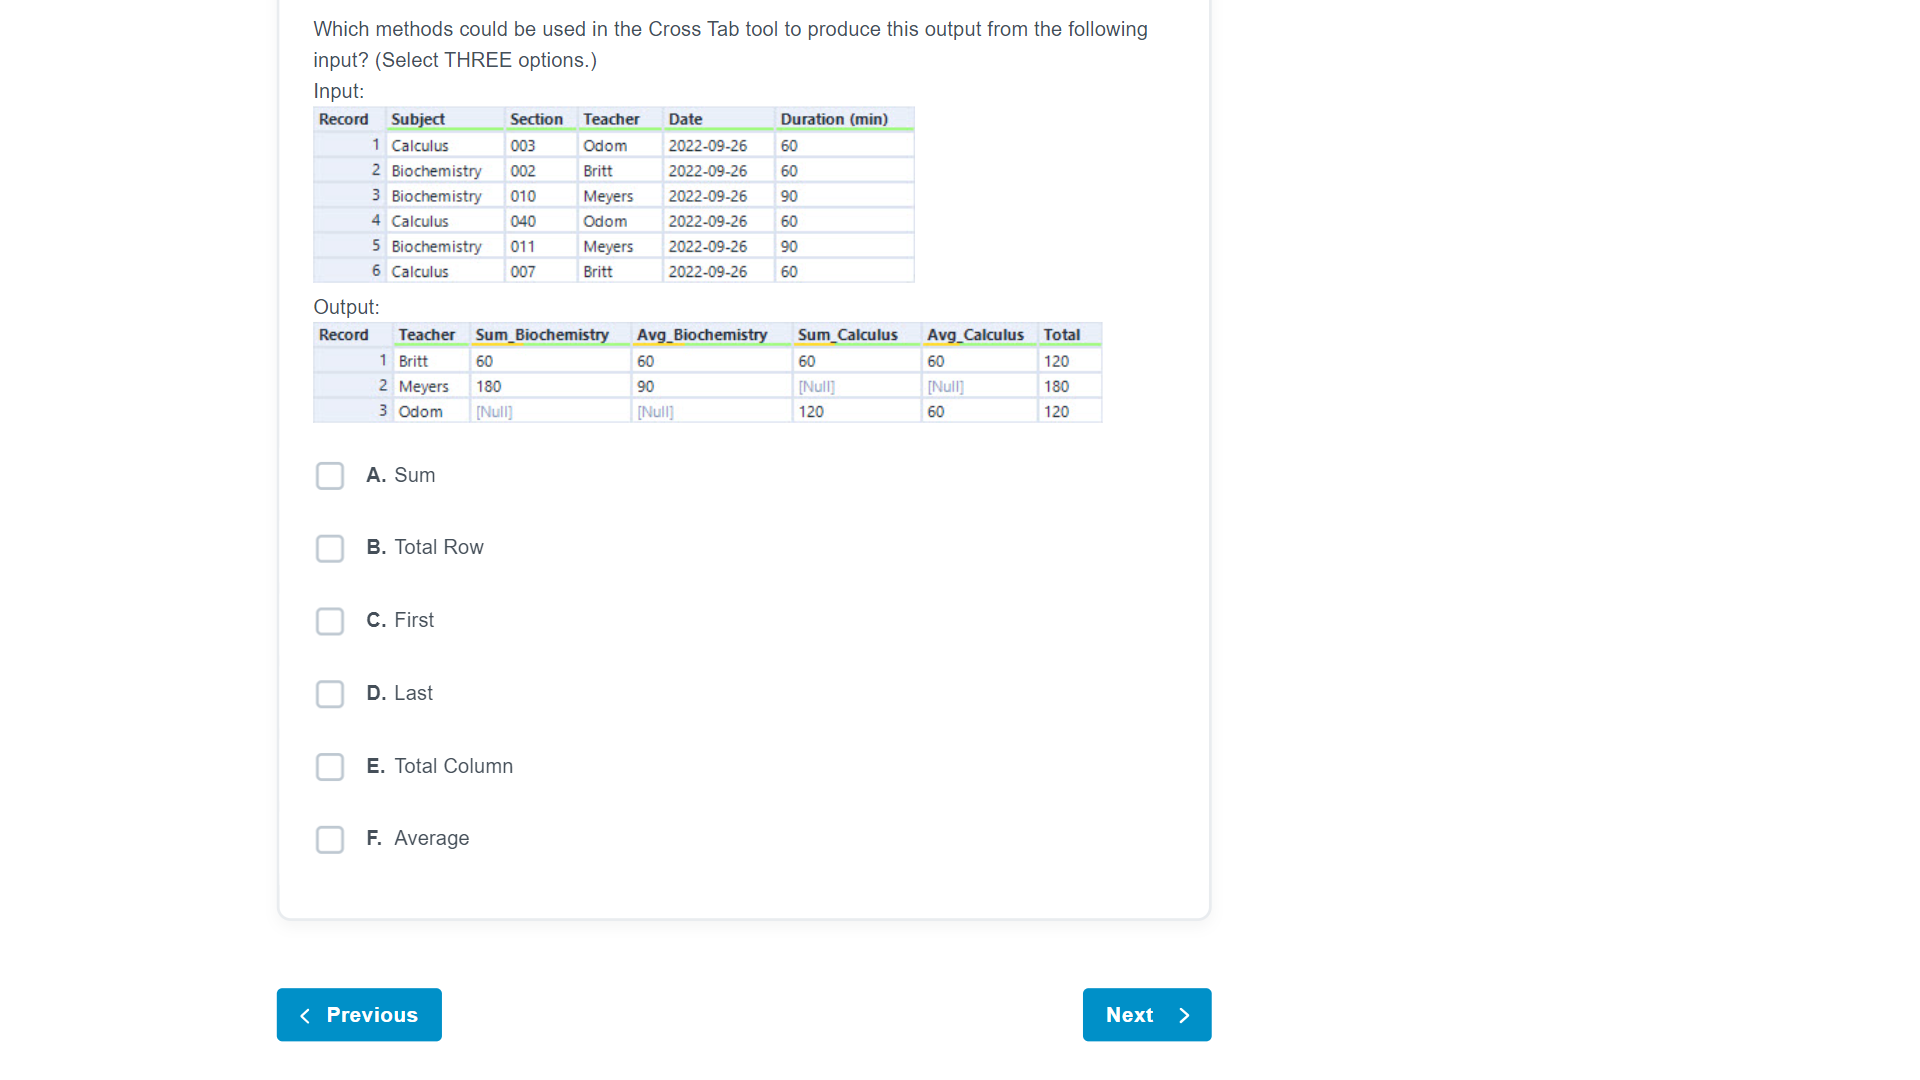 Which methods could be used in the Cross Tab tool to produce this output from the following
input? (Select THREE options.)
Input:
Record Subject Section Teacher Date Duration (min)
1 Calculus 003 Odom 2022-09-26 60
2 Biochemistry 002 Britt 2022-09-26 60
3 Biochemistry 010 Meyers 2022-09-26 90
4 Calculus 040 Odom 2022-09-26 60
5 Biochemistry 011 Meyers 2022-09-26 90
6 Calculus 007 Britt 2022-09-26 60
Output:
Record Teacher Sum_Biochemistry Avg_Biochemistry Sum_Calculus Avg_Calculus Total
1 Britt 60 60 60 60 120
2 Meyers 180 90 [Null] [Null] 180
3 Odom [Null] [Null] 120 60 120
A. Sum
B. Total Row
C. First
D. Last
E. Total Column
F. Average
Previous
Next